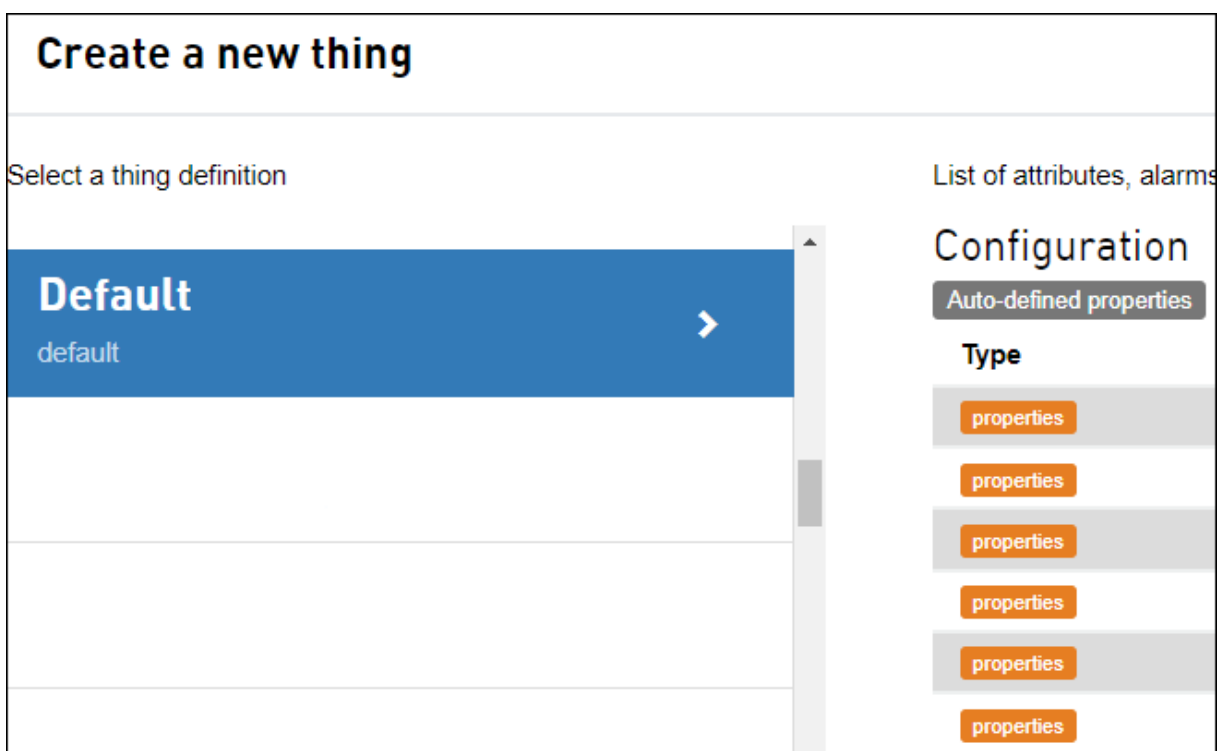 Create a new thing
Select a thing definition
Default
default
List of attributes, alarms
Configuration
Auto-defined properties
Type
properties
properties
properties
properties
properties
properties